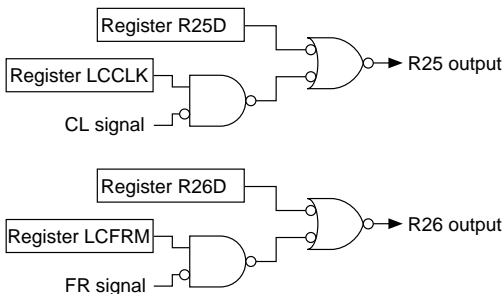 Register R25D
Register LCCLK
R25 output
CL signal
Register R26D
Register LCFRM
R26 output
FR signal